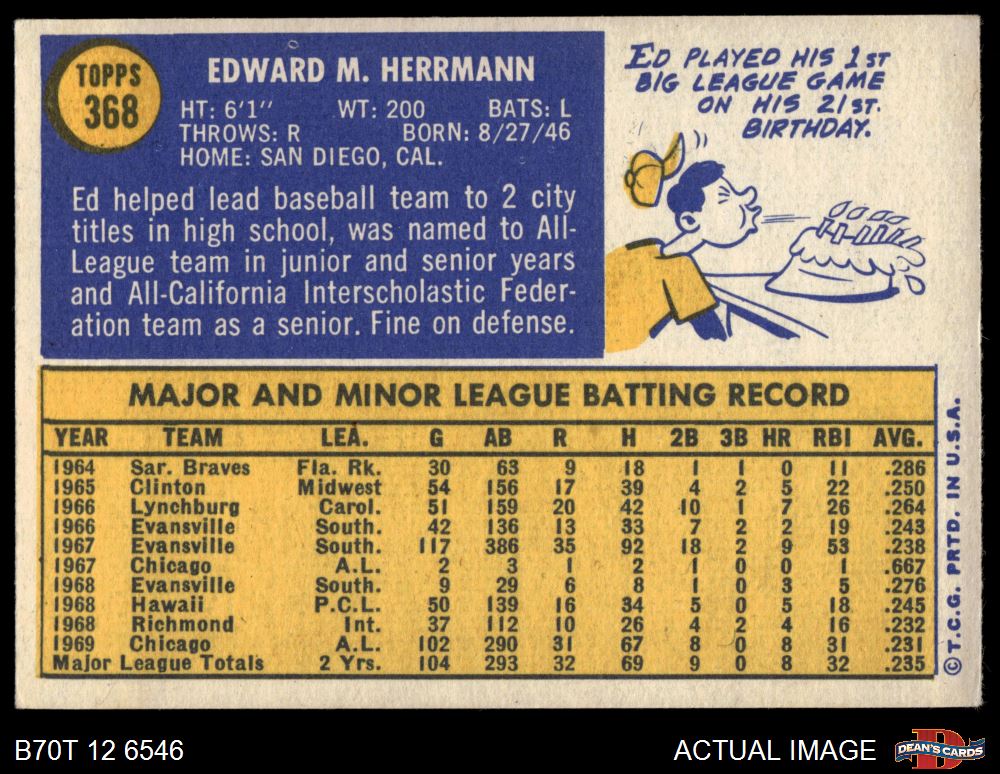 TOPPS
368
EDWARD M. HERRMANN
HT: 6'1" WT: 200 BATS: L
THROWS: R BORN: 8/27/46
HOME: SAN DIEGO, CAL.
Ed helped lead baseball team to 2 city
titles in high school, was named to All-
League team in junior and senior years
and All-California Interscholastic Feder-
ation team as a senior. Fine on defense.
ED PLAYED HIS 1ST
BIG LEAGUE GAME
ON HIS 21ST.
BIRTHDAY.
MAJOR AND MINOR LEAGUE BATTING RECORD
YEAR TEAM LEA. G AB R H 2B 3B HR RBI AVG.
1964 Sar. Braves Fla. Rk. 30 63 9 18 1 1 0 11 .286
1965 Clinton Midwest 54 156 17 39 4 2 5 22 .250
1966 Lynchburg Carol. 51 159 20 42 10 1 7 26 .264
1966 Evansville South. 42 136 13 33 7 2 2 19 .243
1967 Evansville South. 117 386 35 92 18 2 9 53 .238
1967 Chicago A.L. 2 3 1 2 1 0 0 1 .667
1968 Evansville South. 9 29 6 8 1 0 3 5 .276
1968 Hawaii P.C.L. 50 139 16 34 5 0 5 18 .245
1968 Richmond Int. 37 112 10 26 4 2 4 16 .232
1969 Chicago A.L. 102 290 31 67 8 0 8 31 .231
Major League Totals 2 Yrs. 104 293 32 69 9 0 8 32 .235
©T.C.G. PRTD. IN U.S.A.
B70T 12 6546
ACTUAL IMAGE
D
DEAN'S CARDS